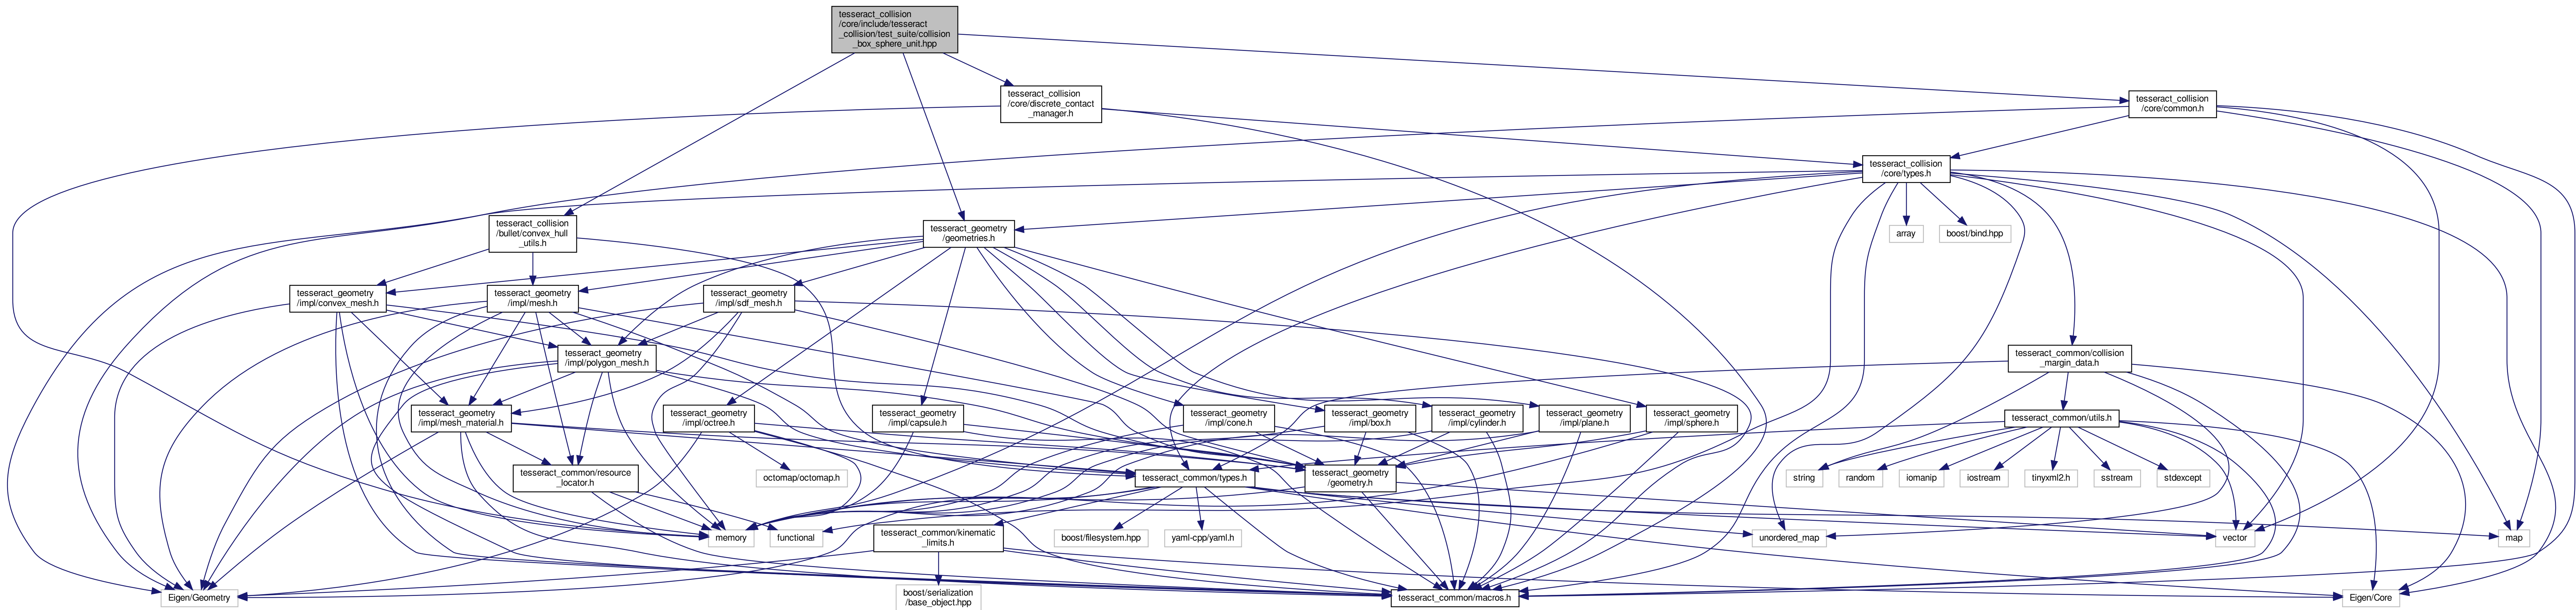 tesseract_collision
/core/include/tesseract
_collision/test_suite/collision
_box_sphere_unit.hpp
tesseract_collision
/core/discrete_contact
_manager.h
tesseract_collision
/core/common.h
tesseract_collision
/core/types.h
tesseract_collision
/bullet/convex_hull
_utils.h
tesseract_geometry
/geometries.h
array
boost/bind.hpp
tesseract_geometry
/impl/convex_mesh.h
tesseract_geometry
/impl/mesh.h
tesseract_geometry
/impl/sdf_mesh.h
tesseract_geometry
/impl/polygon_mesh.h
tesseract_common/collision
_margin_data.h
tesseract_geometry
/impl/mesh_material.h
tesseract_geometry
/impl/octree.h
tesseract_geometry
/impl/capsule.h
tesseract_geometry
/impl/cone.h
tesseract_geometry
/impl/box.h
tesseract_geometry
/impl/cylinder.h
tesseract_geometry
/impl/plane.h
tesseract_geometry
/impl/sphere.h
tesseract_common/utils.h
tesseract_common/resource
_locator.h
octomap/octomap.h
tesseract_common/types.h
tesseract_geometry
/geometry.h
string
random
iomanip
iostream
tinyxml2.h
sstream
stdexcept
memory
functional
tesseract_common/kinematic
_limits.h
boost/filesystem.hpp
yaml-cpp/yaml.h
unordered_map
vector
map
Eigen/Geometry
boost/serialization
/base_object.hpp
tesseract_common/macros.h
Eigen/Core